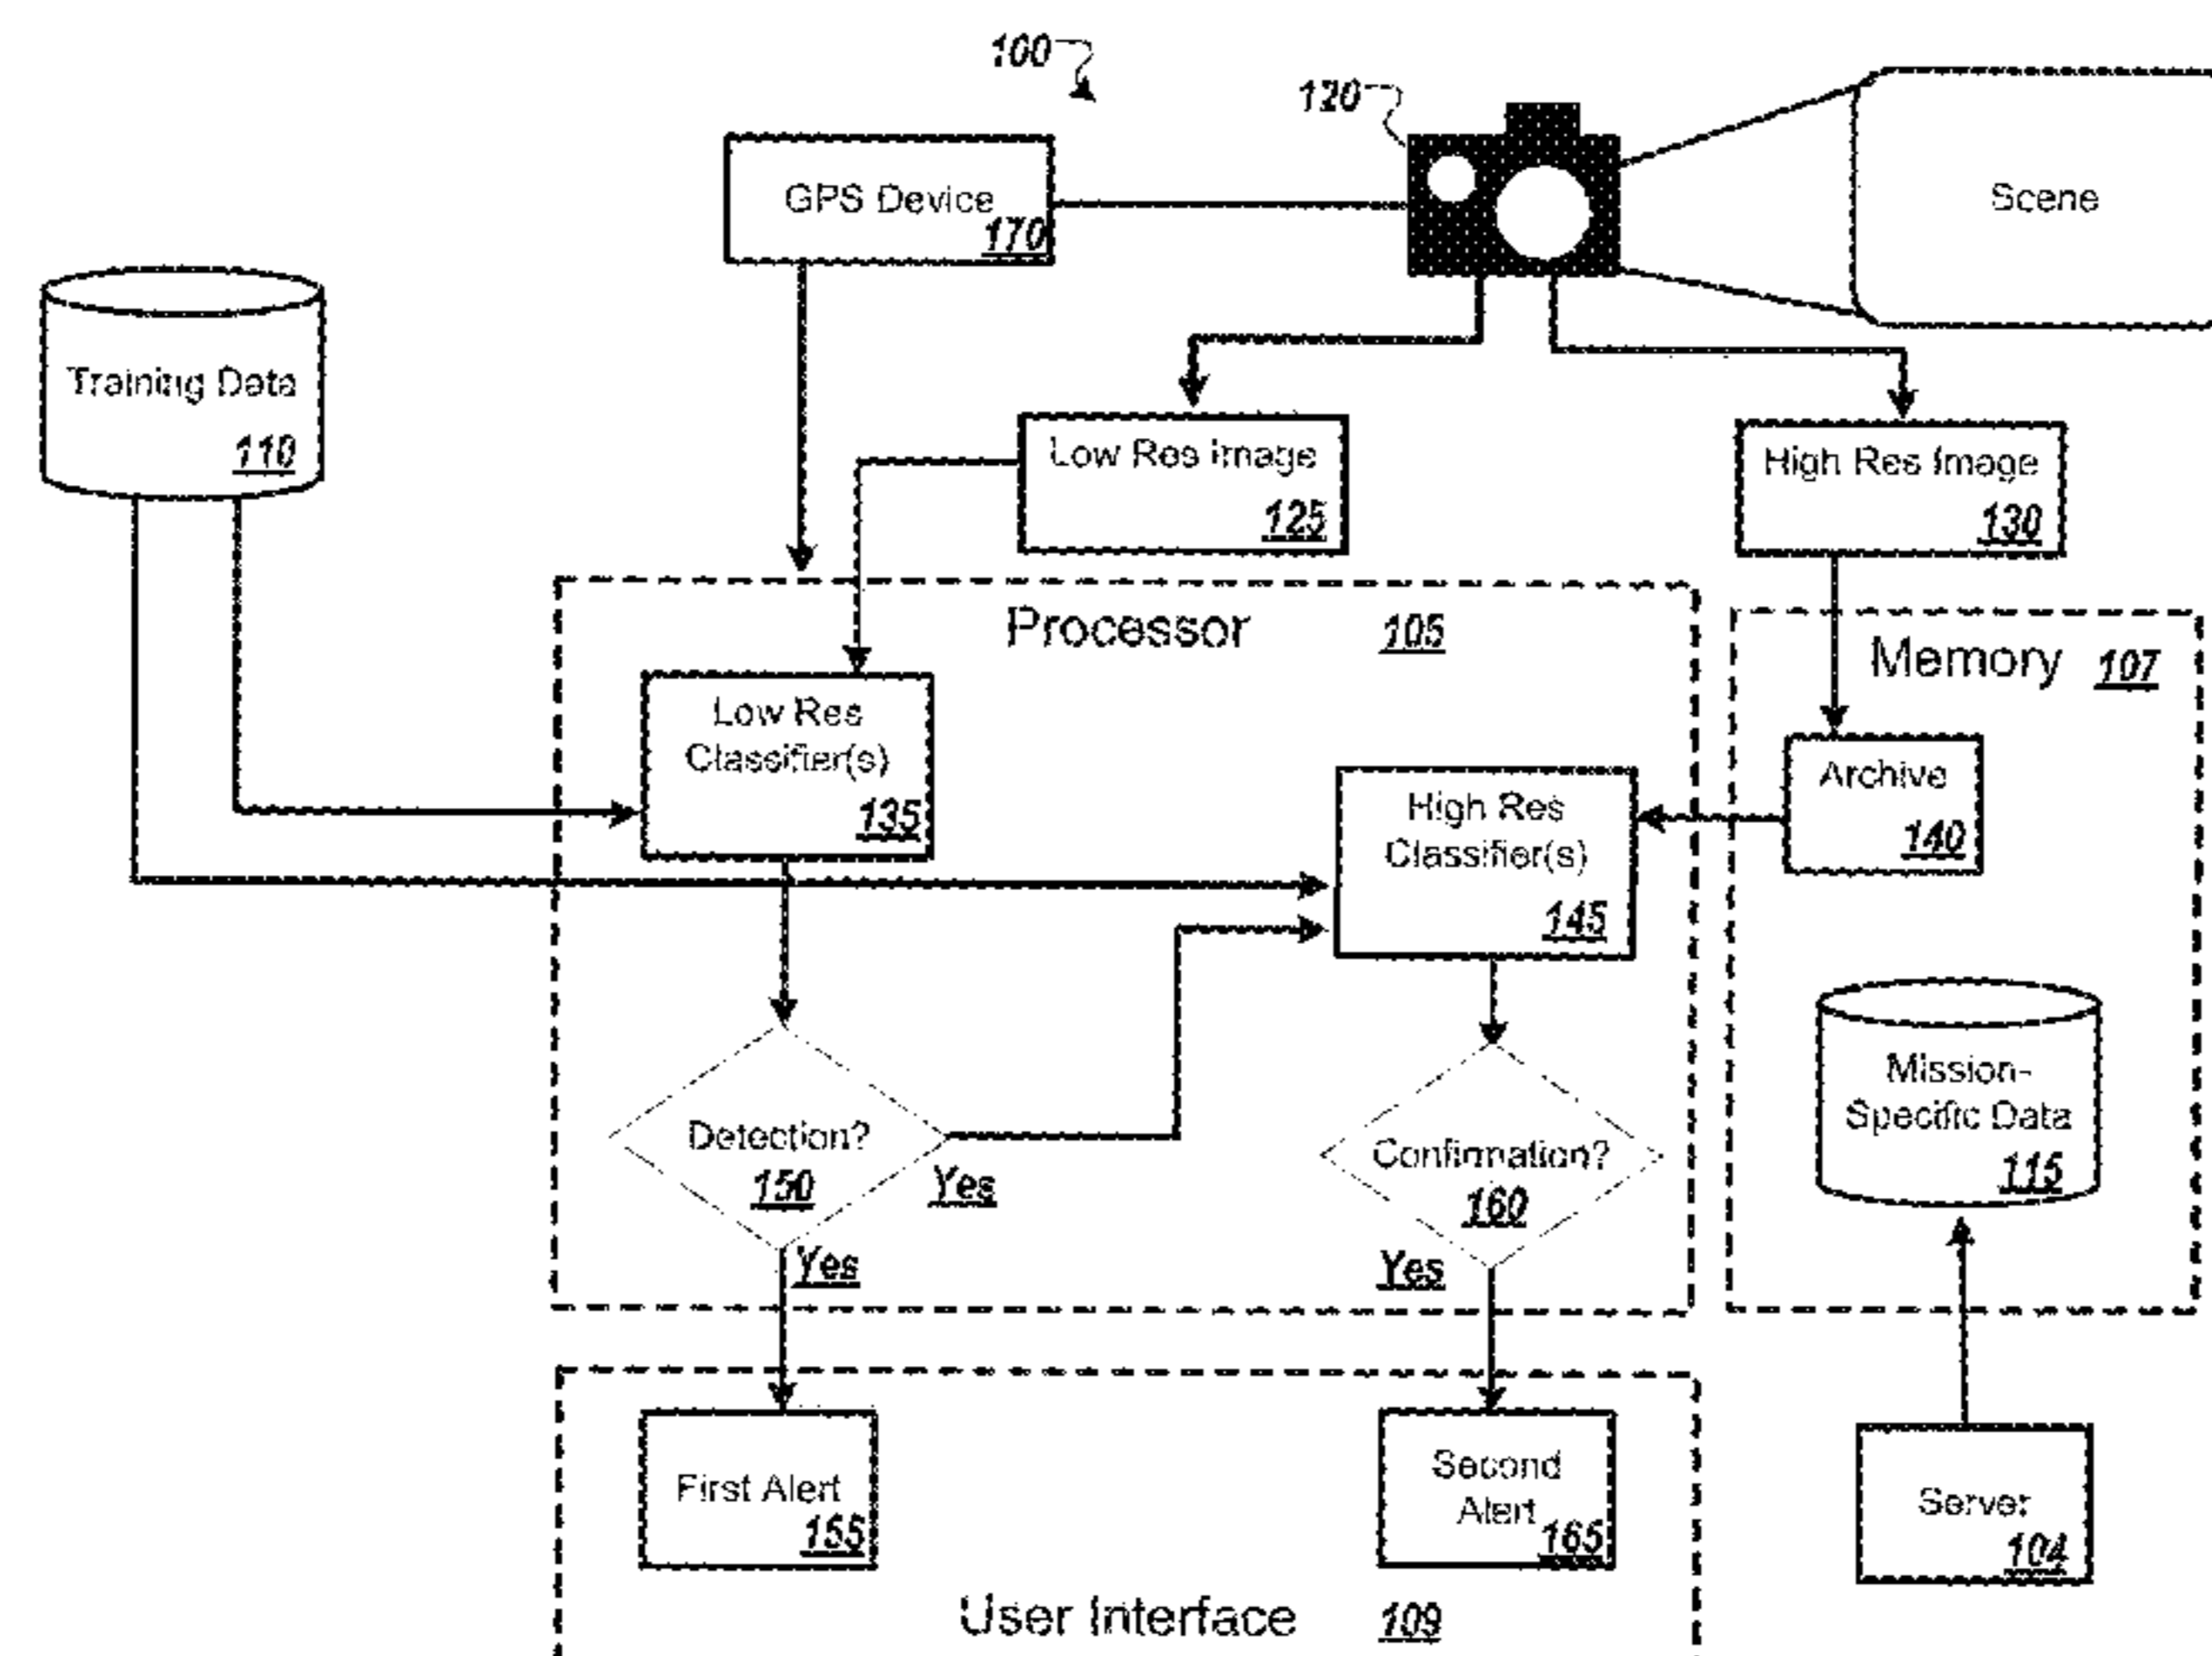 100
120
GPS Device
170
Scene
Training Data
110
Low Res Image
125
High Res Image
130
Processor 105
Memory 107
Low Res
Classifier(s)
135
High Res
Classifier(s)
145
Archive
140
Detection?
150
Yes
Yes
Confirmation?
160
Yes
Mission-
Specific Data
115
First Alert
155
Second
Alert
165
Server
104
User Interface 109